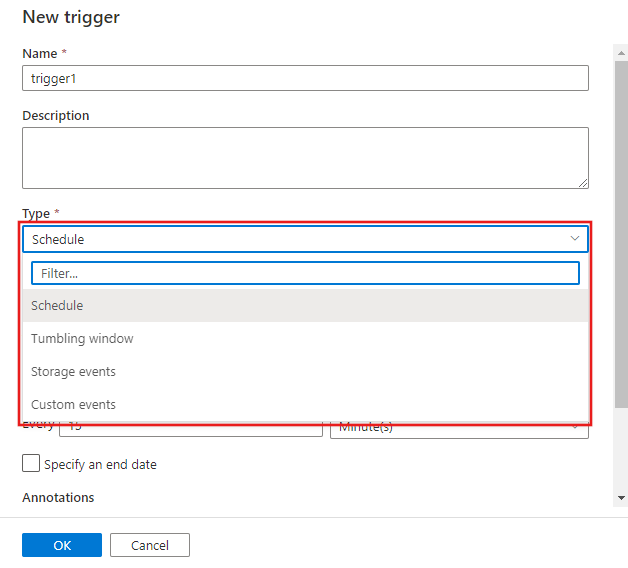 New trigger
Name *
trigger1
Description
Type *
Schedule
Filter...
Schedule
Tumbling window
Storage events
Custom events
Every 15 Minute(s)
Specify an end date
Annotations
OK Cancel